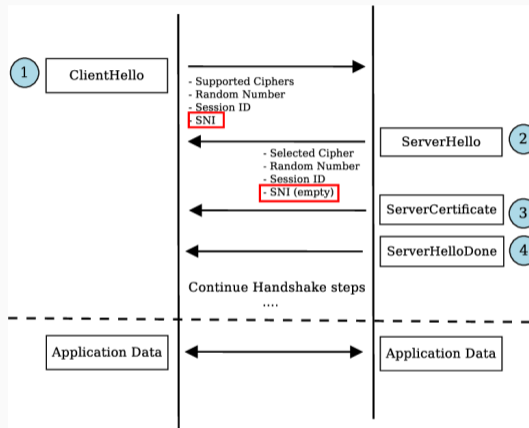 1
ClientHello
- Supported Ciphers
- Random Number
- Session ID
- SNI
ServerHello
2
- Selected Cipher
- Random Number
- Session ID
- SNI (empty)
ServerCertificate
3
ServerHelloDone
4
Continue Handshake steps
....
Application Data
Application Data